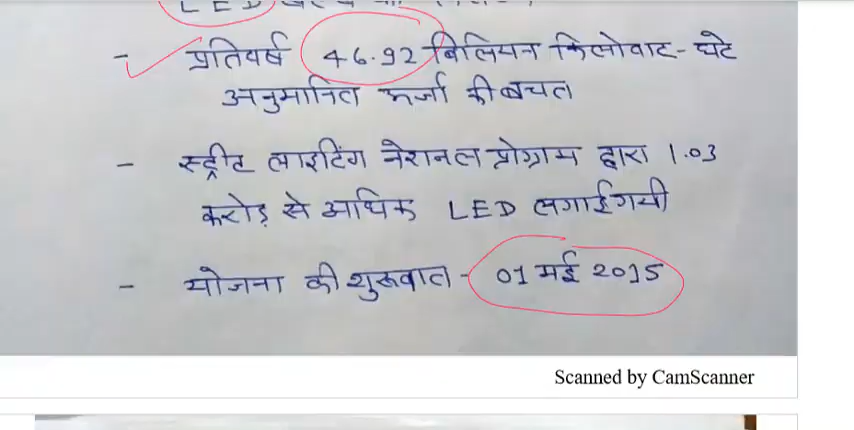 LED
- प्रतिवर्ष 46.92 बिलियन किलोवाट-घंटे
अनुमानित ऊर्जा की बचत
- स्ट्रीट लाइटिंग नेशनल प्रोग्राम द्वारा 1.03
करोड़ से अधिक LED लगाई गयी
- योजना की शुरूवात - 01 मई 2015
Scanned by CamScanner